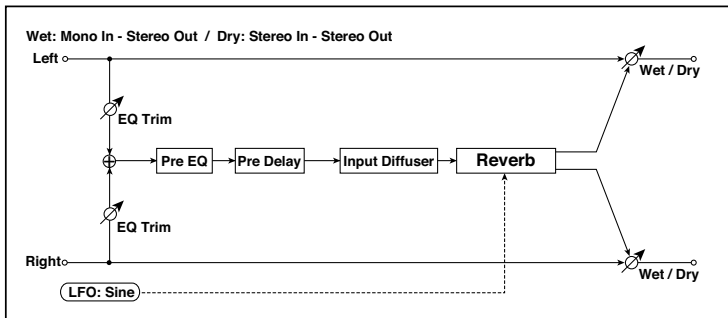 Wet: Mono In - Stereo Out / Dry: Stereo In - Stereo Out
Left
Wet / Dry
EQ Trim
Pre EQ
Pre Delay
Input Diffuser
Reverb
EQ Trim
Right
Wet / Dry
LFO: Sine